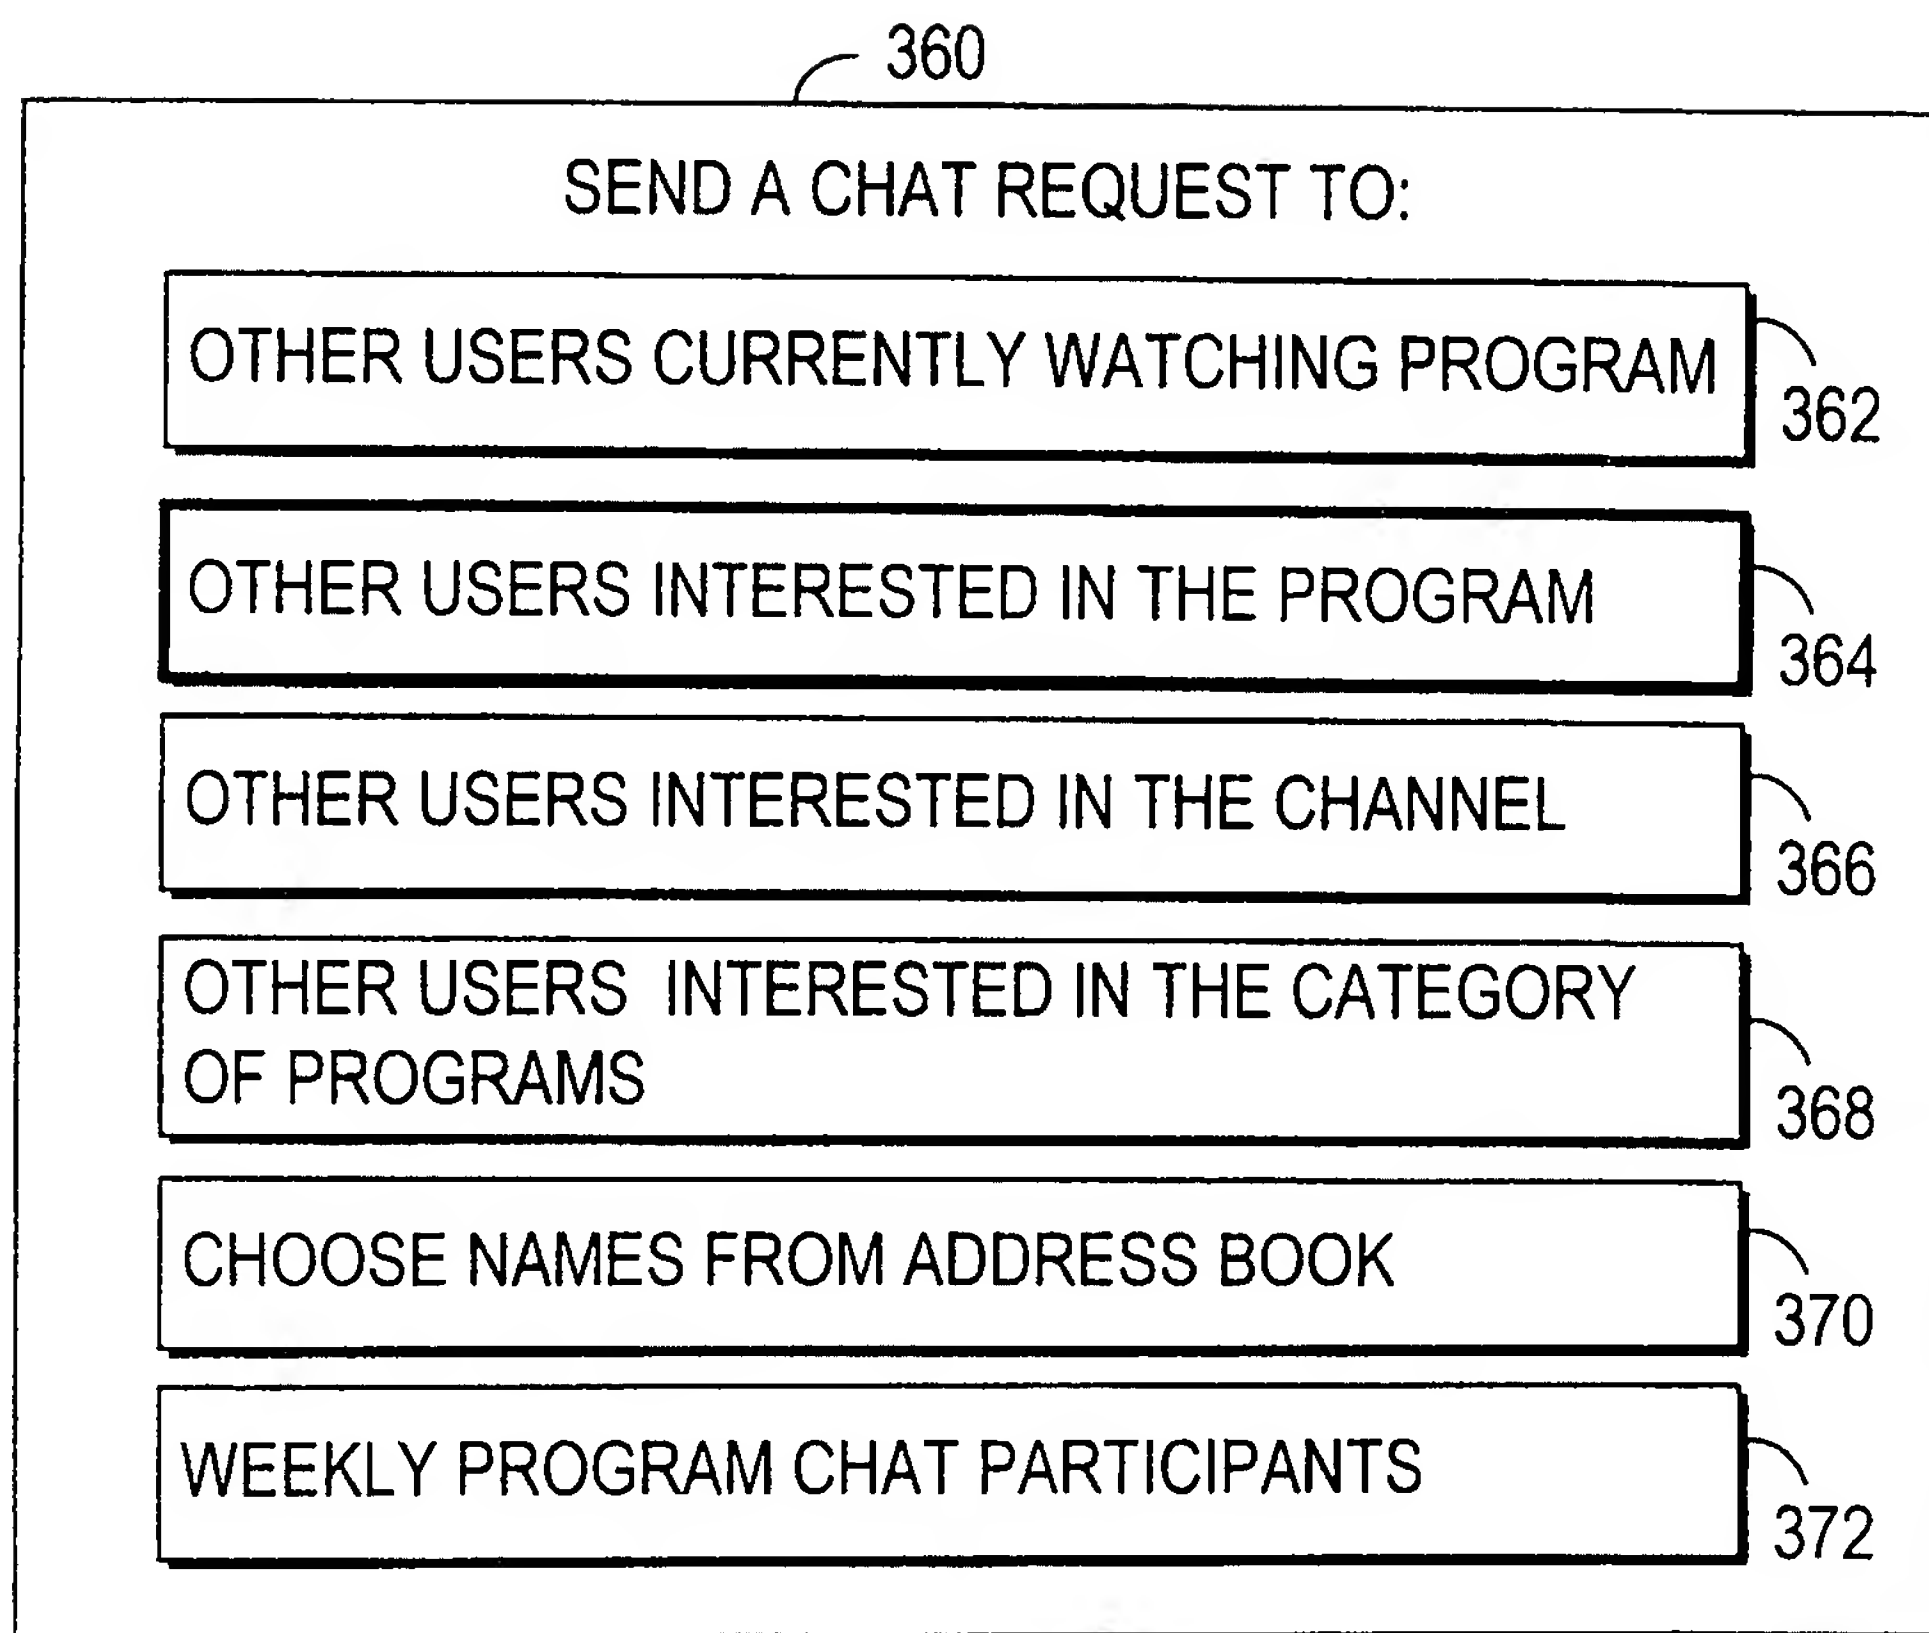 360
SEND A CHAT REQUEST TO:
OTHER USERS CURRENTLY WATCHING PROGRAM
362
OTHER USERS INTERESTED IN THE PROGRAM
364
OTHER USERS INTERESTED IN THE CHANNEL
366
OTHER USERS INTERESTED IN THE CATEGORY
OF PROGRAMS
368
CHOOSE NAMES FROM ADDRESS BOOK
370
WEEKLY PROGRAM CHAT PARTICIPANTS
372